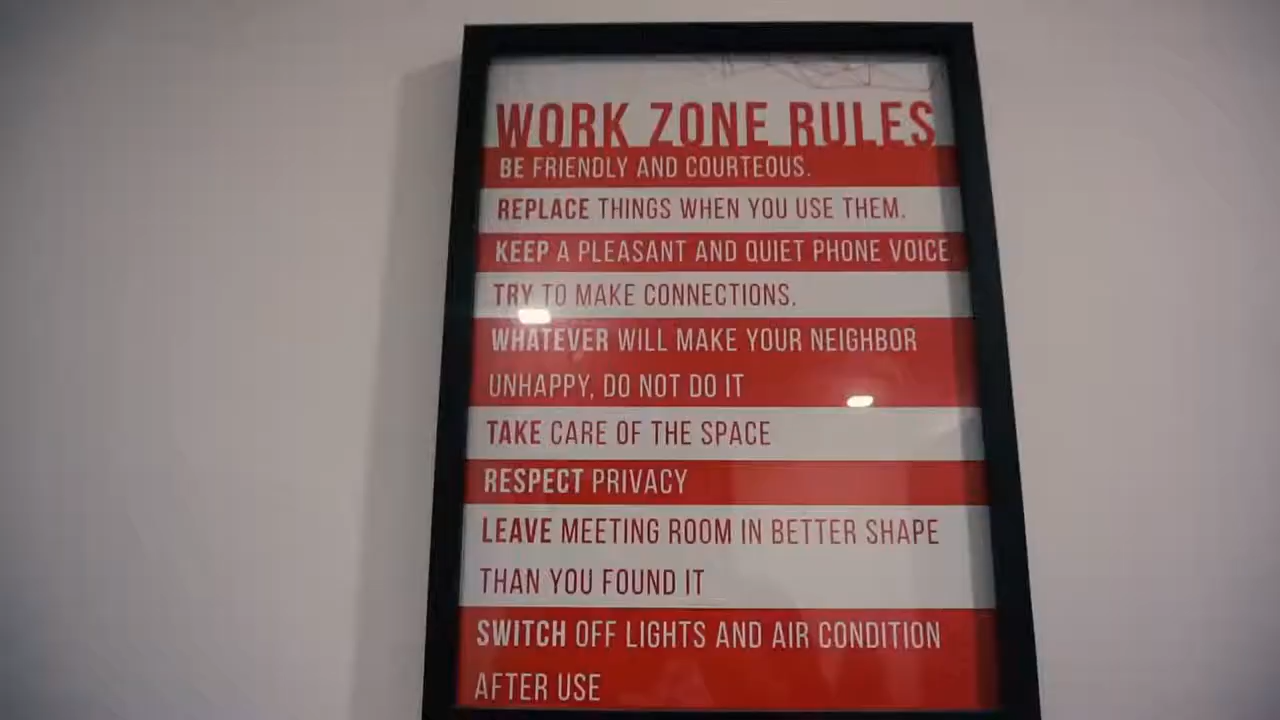 WORK ZONE RULES
BE FRIENDLY AND COURTEOUS.
REPLACE THINGS WHEN YOU USE THEM.
KEEP A PLEASANT AND QUIET PHONE VOICE
TRY TO MAKE CONNECTIONS.
WHATEVER WILL MAKE YOUR NEIGHBOR
UNHAPPY, DO NOT DO IT
TAKE CARE OF THE SPACE
RESPECT PRIVACY
LEAVE MEETING ROOM IN BETTER SHAPE
THAN YOU FOUND IT
SWITCH OFF LIGHTS AND AIR CONDITION
AFTER USE